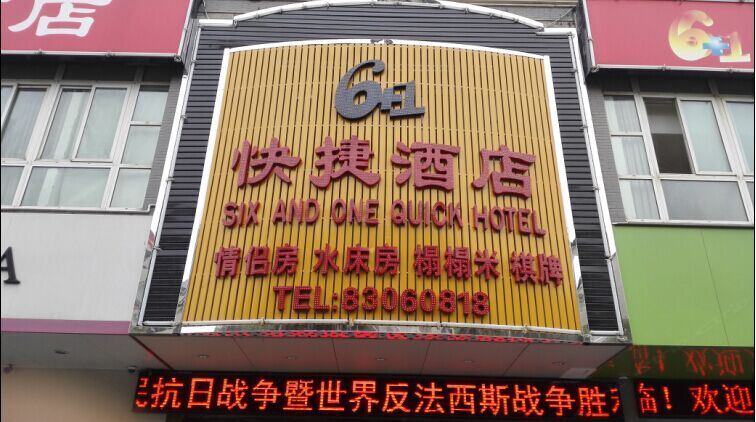 店
6+1
6+1
快捷酒店
SIX AND ONE QUICK HOTEL
情侣房 水床房 榻榻米 棋牌
TEL:83060818
民抗日战争暨世界反法西斯战争胜
临！欢迎